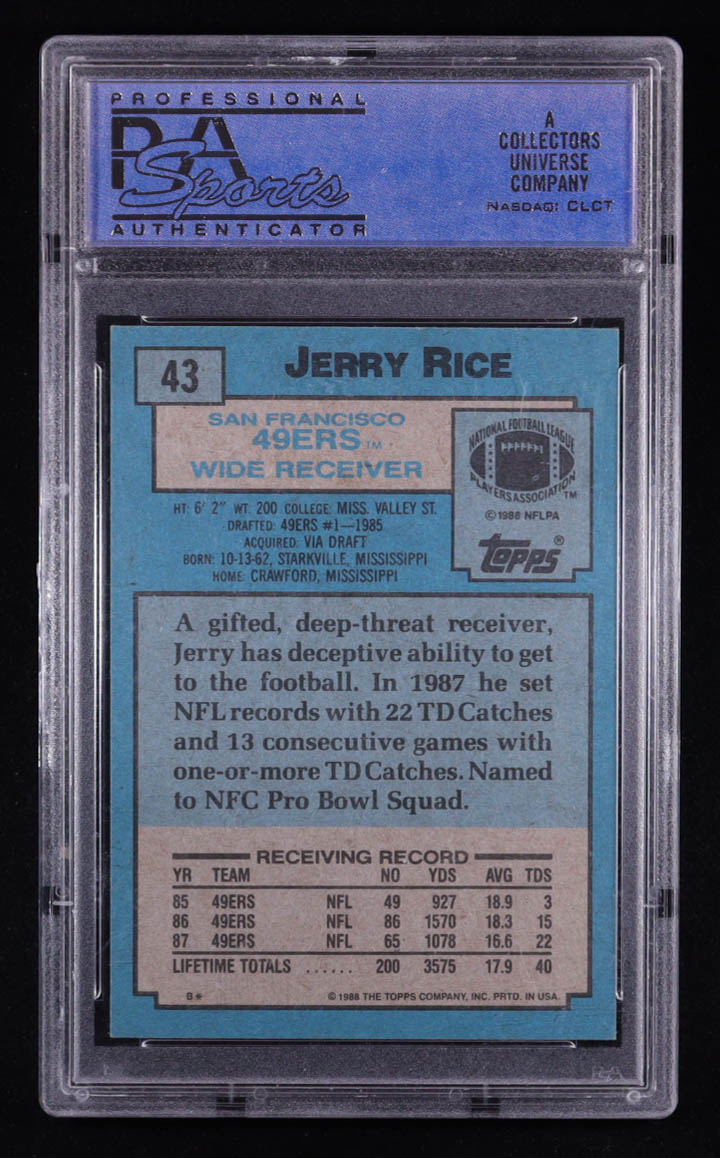 PROFESSIONAL
PSA
Sports
AUTHENTICATOR
A
COLLECTORS
UNIVERSE
COMPANY
NASDAQ: CLCT
43
JERRY RICE
SAN FRANCISCO
49ERS TM
WIDE RECEIVER
NATIONAL FOOTBALL LEAGUE
PLAYERS ASSOCIATION TM
© 1988 NFLPA
TOPPS®
HT: 6' 2" WT. 200 COLLEGE: MISS. VALLEY ST.
DRAFTED: 49ERS #1—1985
ACQUIRED: VIA DRAFT
BORN: 10-13-62, STARKVILLE, MISSISSIPPI
HOME: CRAWFORD, MISSISSIPPI
A gifted, deep-threat receiver,
Jerry has deceptive ability to get
to the football. In 1987 he set
NFL records with 22 TD Catches
and 13 consecutive games with
one-or-more TD Catches. Named
to NFC Pro Bowl Squad.
RECEIVING RECORD
YR TEAM NO YDS AVG TDS
85 49ERS NFL 49 927 18.9 3
86 49ERS NFL 86 1570 18.3 15
87 49ERS NFL 65 1078 16.6 22
LIFETIME TOTALS ...... 200 3575 17.9 40
B* © 1988 THE TOPPS COMPANY, INC. PRTD. IN USA.
PSA